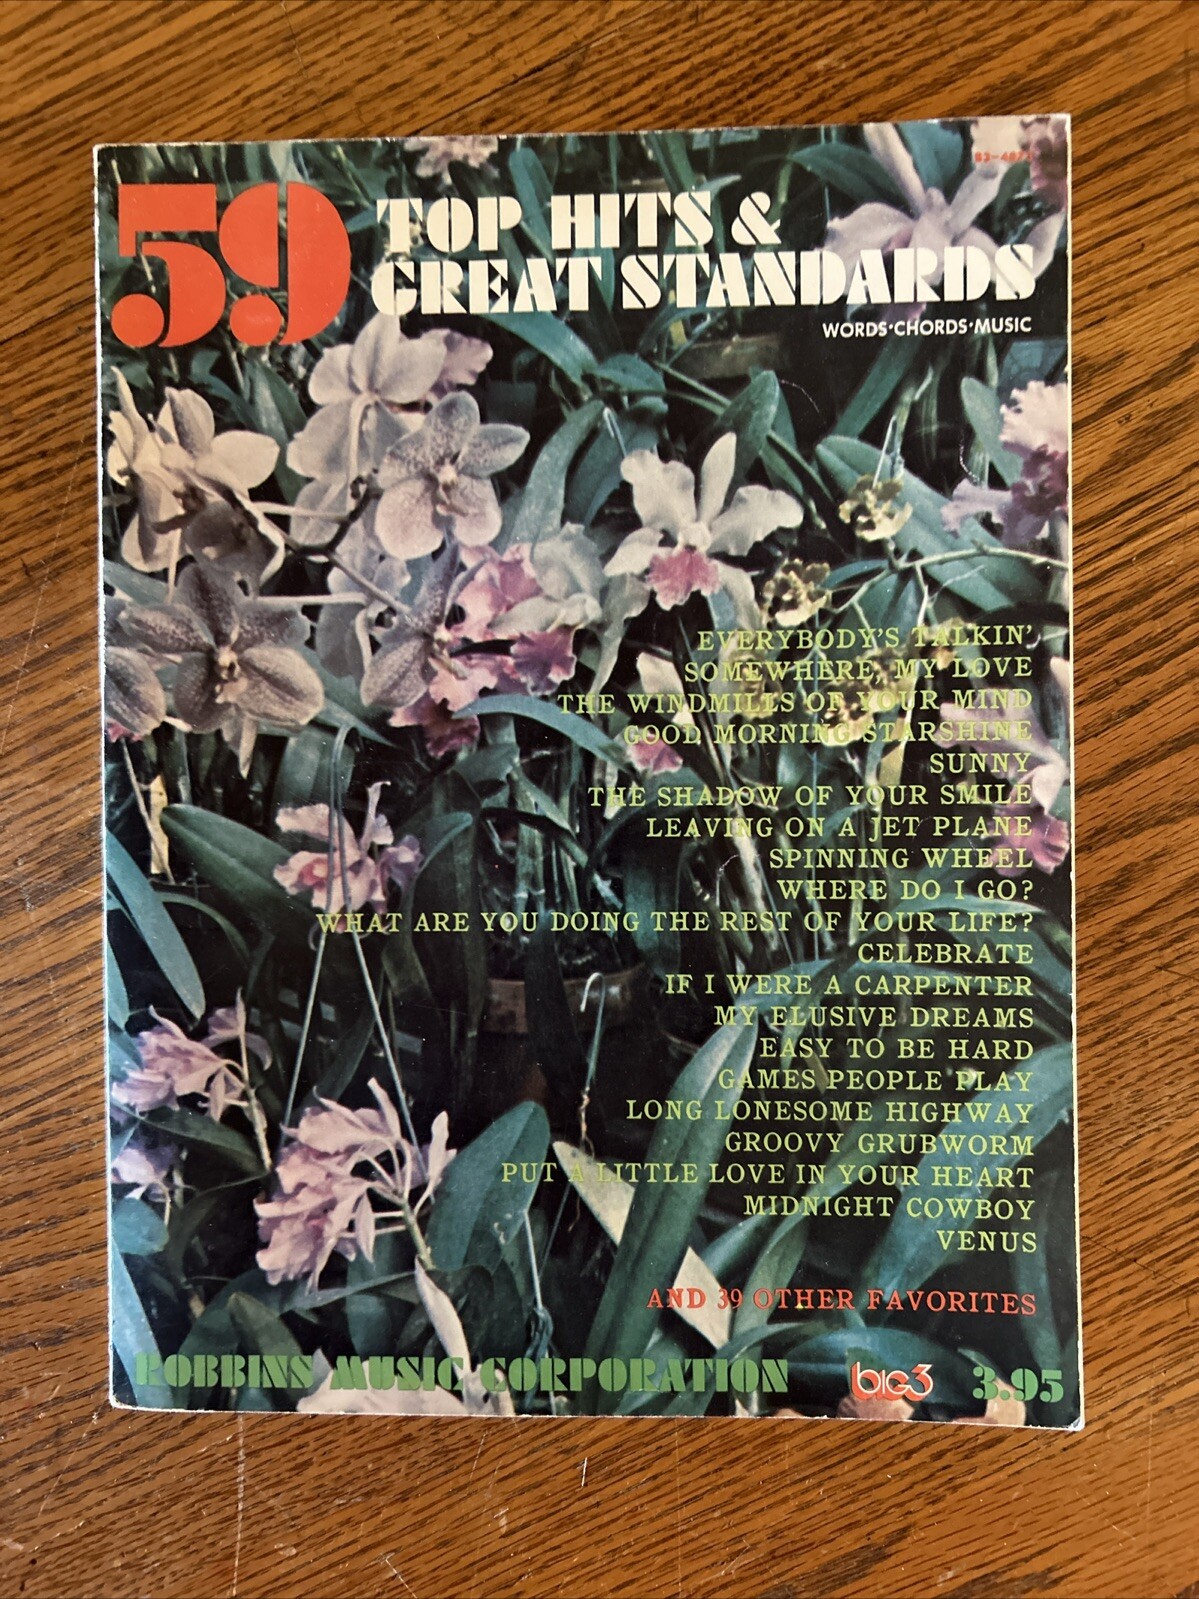 59
TOP HITS &
GREAT STANDARDS
WORDS·CHORDS·MUSIC
EVERYBODY'S TALKIN'
SOMEWHERE, MY LOVE
THE WINDMILLS OF YOUR MIND
GOOD MORNING STARSHINE
SUNNY
THE SHADOW OF YOUR SMILE
LEAVING ON A JET PLANE
SPINNING WHEEL
WHERE DO I GO?
WHAT ARE YOU DOING THE REST OF YOUR LIFE?
CELEBRATE
IF I WERE A CARPENTER
MY ELUSIVE DREAMS
EASY TO BE HARD
GAMES PEOPLE PLAY
LONG LONESOME HIGHWAY
GROOVY GRUBWORM
PUT A LITTLE LOVE IN YOUR HEART
MIDNIGHT COWBOY
VENUS
AND 39 OTHER FAVORITES
ROBBINS MUSIC CORPORATION
big3
3.95